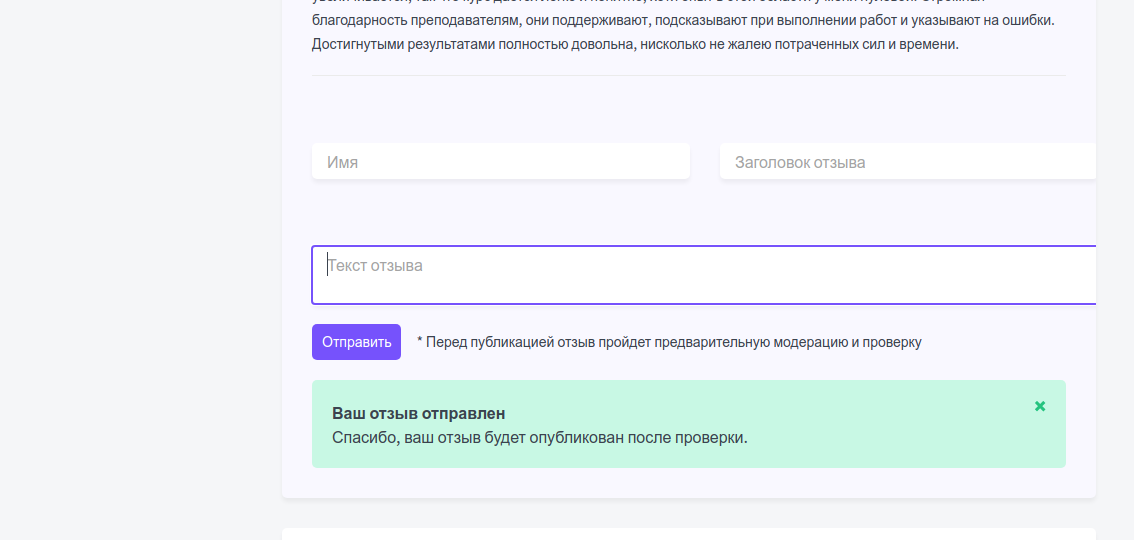 благодарность преподавателям, они поддерживают, подсказывают при выполнении работ и указывают на ошибки.
Достигнутыми результатами полностью довольна, нисколько не жалею потраченных сил и времени.
Имя
Заголовок отзыва
Текст отзыва
Отправить
* Перед публикацией отзыв пройдет предварительную модерацию и проверку
Ваш отзыв отправлен
Спасибо, ваш отзыв будет опубликован после проверки.